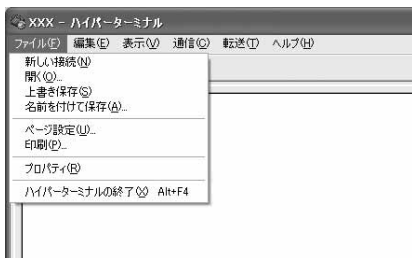 XXX - ハイパーターミナル
ファイル(F) 編集(E) 表示(V) 通信(C) 転送(T) ヘルプ(H)
新しい接続(N)
開く(O)...
上書き保存(S)
名前を付けて保存(A)...
ページ設定(U)...
印刷(P)...
プロパティ(R)
ハイパーターミナルの終了(X) Alt+F4